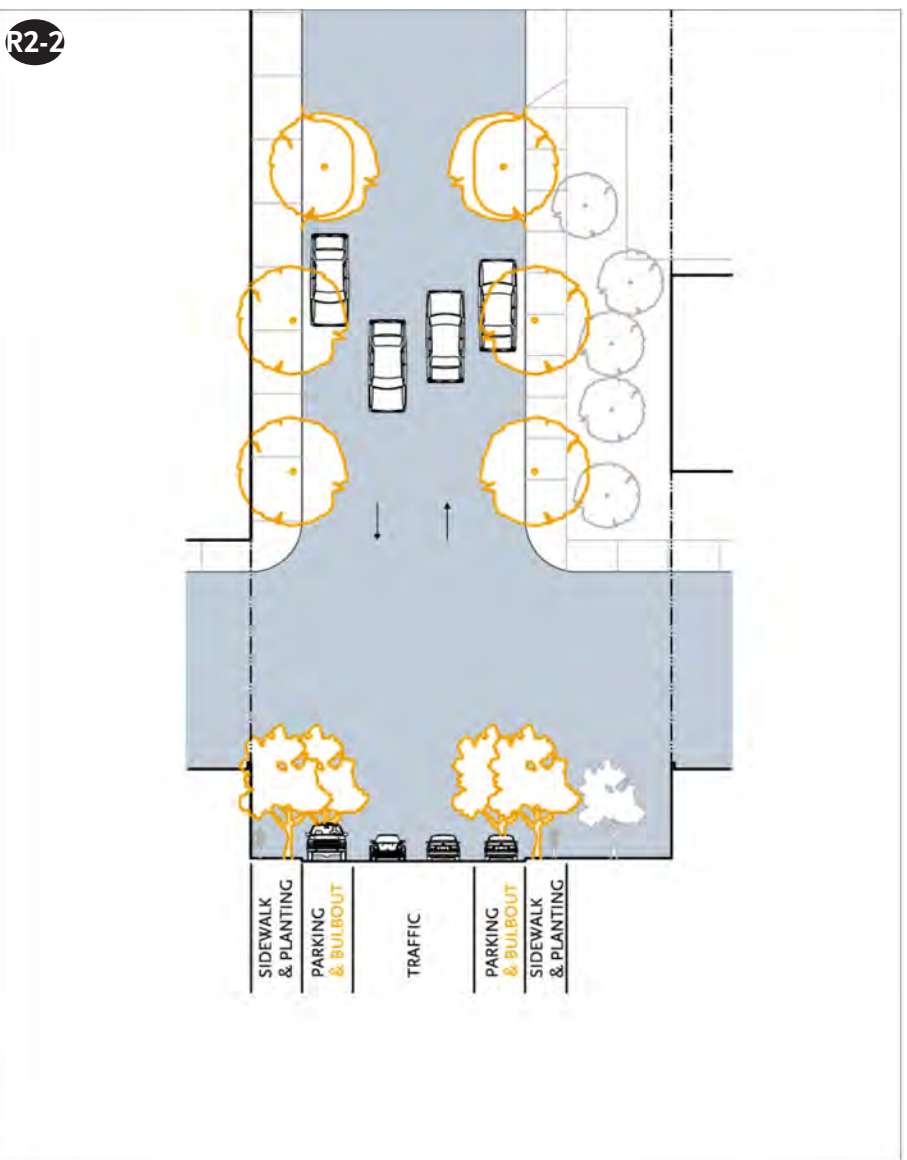 R2-2
SIDEWALK
& PLANTING
PARKING
& BULBOUT
TRAFFIC
PARKING
& BULBOUT
SIDEWALK
& PLANTING